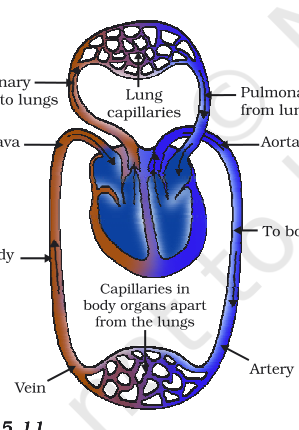 nary
to lungs
Lung
capillaries
Pulmona
from lun
ava
Aorta
To bo
dy
Capillaries in
body organs apart
from the lungs
Artery
Vein
5.11